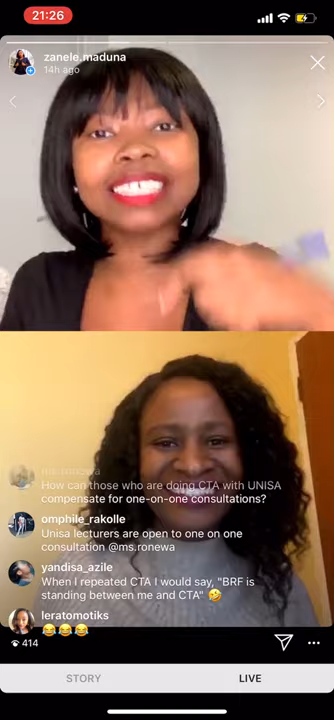 21:26
zanele.maduna
14h ago
How can those who are doing CTA with UNISA
compensate for one-on-one consultations?
omphile_rakolle
Unisa lecturers are open to one on one
consultation @ms.ronewa
yandisa_azile
When I repeated CTA I would say, "BRF is
standing between me and CTA" 🤣
leratomotiks
😂😂😂
414
STORY
LIVE